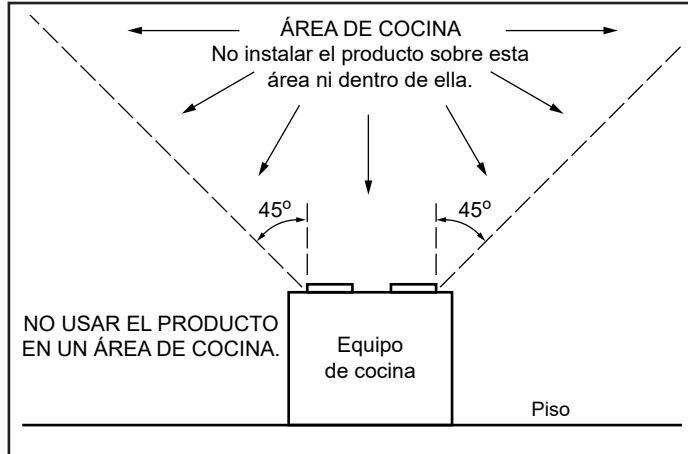 ÁREA DE COCINA
No instalar el producto sobre esta
área ni dentro de ella.
45º
45º
NO USAR EL PRODUCTO
EN UN ÁREA DE COCINA.
Equipo
de cocina
Piso